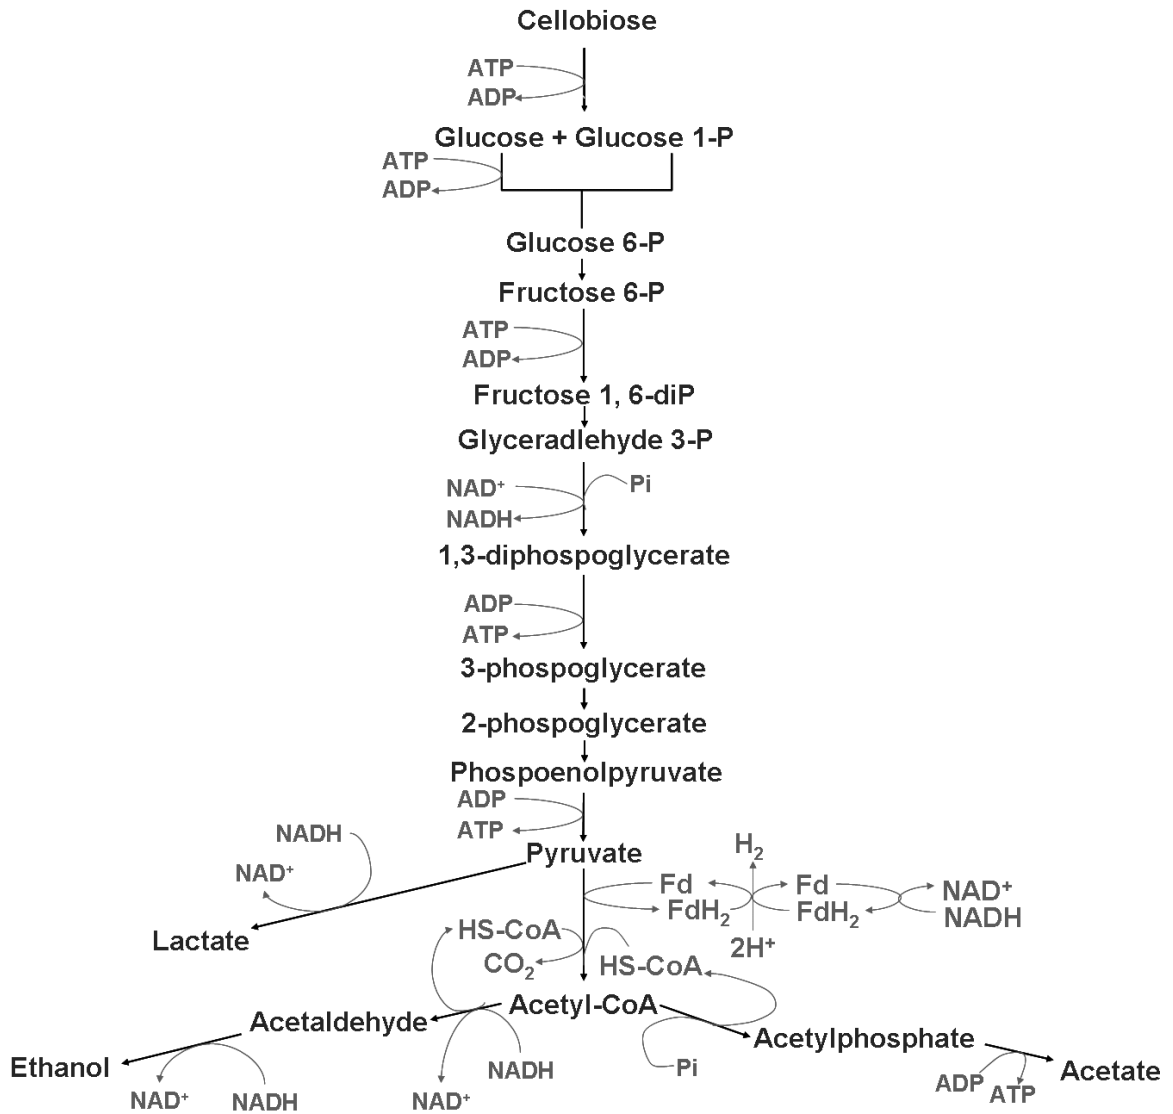 Cellobiose
ATP
ADP
Glucose + Glucose 1-P
ATP
ADP
Glucose 6-P
Fructose 6-P
ATP
ADP
Fructose 1, 6-diP
Glyceradlehyde 3-P
NAD⁺
Pi
NADH
1,3-diphospoglycerate
ADP
ATP
3-phospoglycerate
2-phospoglycerate
Phospoenolpyruvate
ADP
ATP
NADH
Pyruvate
H₂
NAD⁺
Fd
Fd
NAD⁺
FdH₂
FdH₂
NADH
Lactate
HS-CoA
2H⁺
CO₂
HS-CoA
Acetyl-CoA
Acetaldehyde
Acetylphosphate
Ethanol
NADH
Pi
Acetate
NAD⁺
NADH
NAD⁺
ADP
ATP